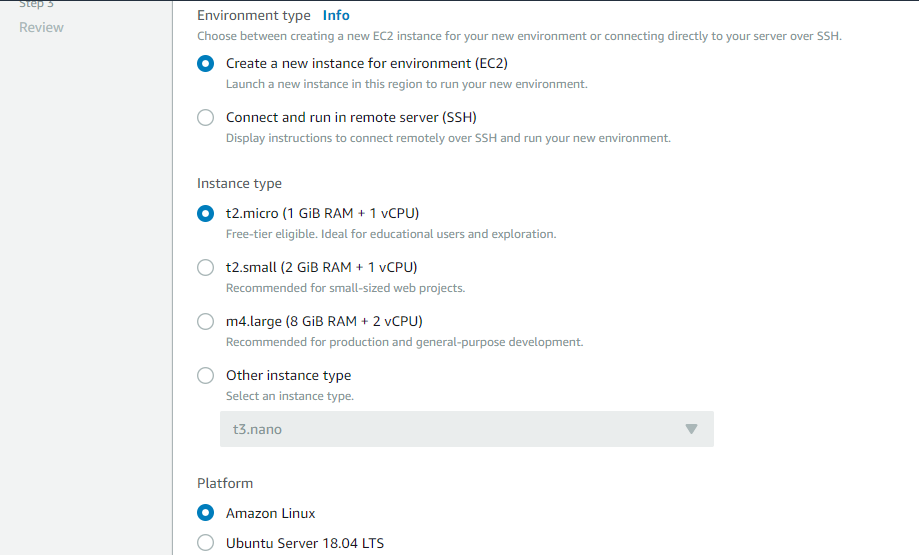 Step 3
Review
Environment type Info
Choose between creating a new EC2 instance for your new environment or connecting directly to your server over SSH.
Create a new instance for environment (EC2)
Launch a new instance in this region to run your new environment.
Connect and run in remote server (SSH)
Display instructions to connect remotely over SSH and run your new environment.
Instance type
t2.micro (1 GiB RAM + 1 vCPU)
Free-tier eligible. Ideal for educational users and exploration.
t2.small (2 GiB RAM + 1 vCPU)
Recommended for small-sized web projects.
m4.large (8 GiB RAM + 2 vCPU)
Recommended for production and general-purpose development.
Other instance type
Select an instance type.
t3.nano
Platform
Amazon Linux
Ubuntu Server 18.04 LTS